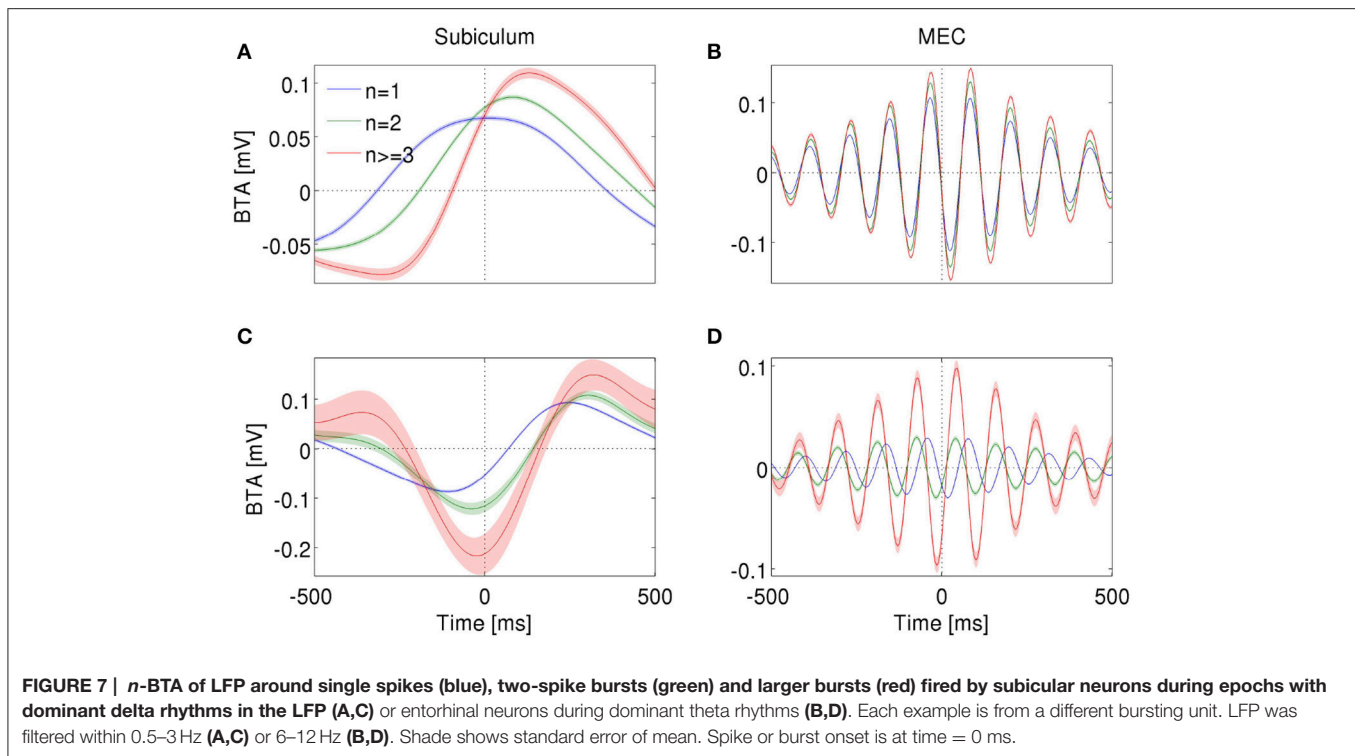 Subiculum
MEC
A
B
BTA [mV]
0.1
0.05
0
-0.05
n=1
n=2
n>=3
0.1
0
-0.1
C
D
BTA [mV]
0.1
0
-0.1
-0.2
-500
0
500
Time [ms]
0.1
0
-0.1
-500
0
500
Time [ms]
FIGURE 7 | n-BTA of LFP around single spikes (blue), two-spike bursts (green) and larger bursts (red) fired by subicular neurons during epochs with
dominant delta rhythms in the LFP (A,C) or entorhinal neurons during dominant theta rhythms (B,D). Each example is from a different bursting unit. LFP was
filtered within 0.5–3 Hz (A,C) or 6–12 Hz (B,D). Shade shows standard error of mean. Spike or burst onset is at time = 0 ms.